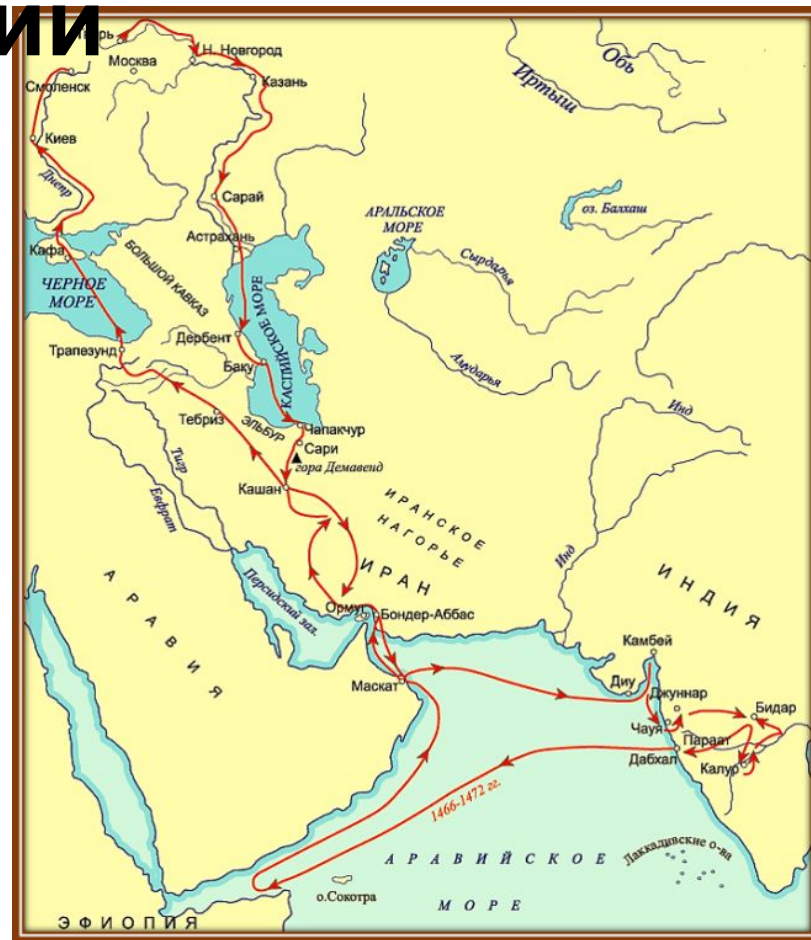 ии
Н. Новгород
Москва
Казань
Смоленск
Обь
Иртыш
Киев
Днепр
Сарай
оз. Балхаш
АРАЛЬСКОЕ
МОРЕ
Астрахань
Кафа
БОЛЬШОЙ КАВКАЗ
Сырдарья
ЧЕРНОЕ
МОРЕ
КАСПИЙСКОЕ МОРЕ
Дербент
Трапезунд
Баку
Амударья
Инд
Тебриз
ЭЛЬБУР
Чапакчур
Сари
гора Демавенд
Тигр
Кашан
Евфрат
ИРАНСКОЕ
НАГОРЬЕ
ИРАН
Инд
ИНДИЯ
АРАВИЯ
Персидский зал.
Ормуз
Бондер-Аббас
Камбей
Маскат
Диу
Джуннар
Бидар
Чауя
Параат
Дабхал
Калур
1466-1472 гг.
АРАВИЙСКОЕ
МОРЕ
Лаккадивские о-ва
о.Сокотра
ЭФИОПИЯ